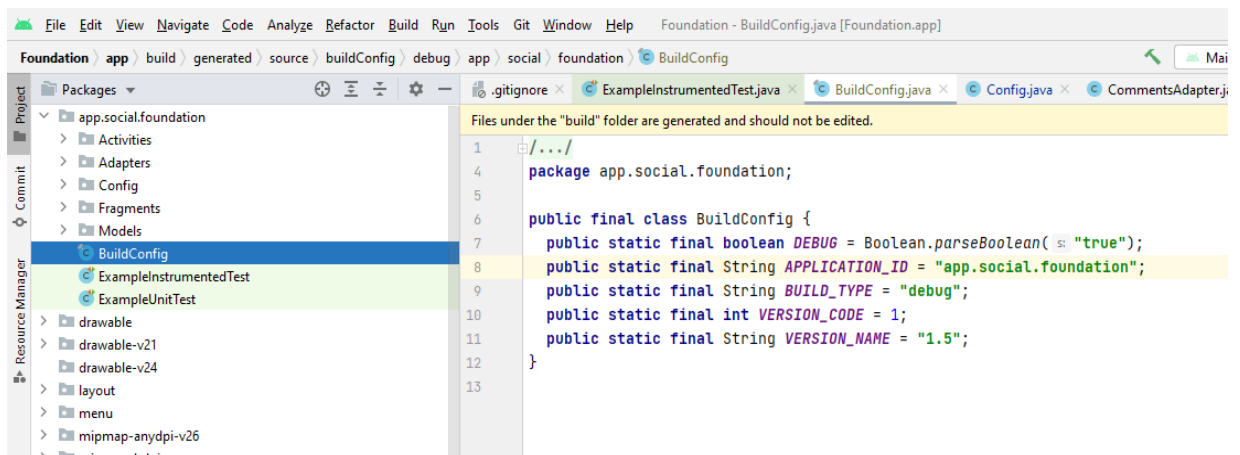 File Edit View Navigate Code Analyze Refactor Build Run Tools Git Window Help Foundation - BuildConfig.java [Foundation.app]
Foundation app build generated source buildConfig debug app social foundation BuildConfig Mai
Project
Commit
Resource Manager
Packages
app.social.foundation
Activities
Adapters
Config
Fragments
Models
BuildConfig
ExampleInstrumentedTest
ExampleUnitTest
drawable
drawable-v21
drawable-v24
layout
menu
mipmap-anydpi-v26
.gitignore ExampleInstrumentedTest.java BuildConfig.java Config.java CommentsAdapter.ja
Files under the "build" folder are generated and should not be edited.
1 /.../
4 package app.social.foundation;
5
6 public final class BuildConfig {
7 public static final boolean DEBUG = Boolean.parseBoolean( s: "true");
8 public static final String APPLICATION_ID = "app.social.foundation";
9 public static final String BUILD_TYPE = "debug";
10 public static final int VERSION_CODE = 1;
11 public static final String VERSION_NAME = "1.5";
12 }
13